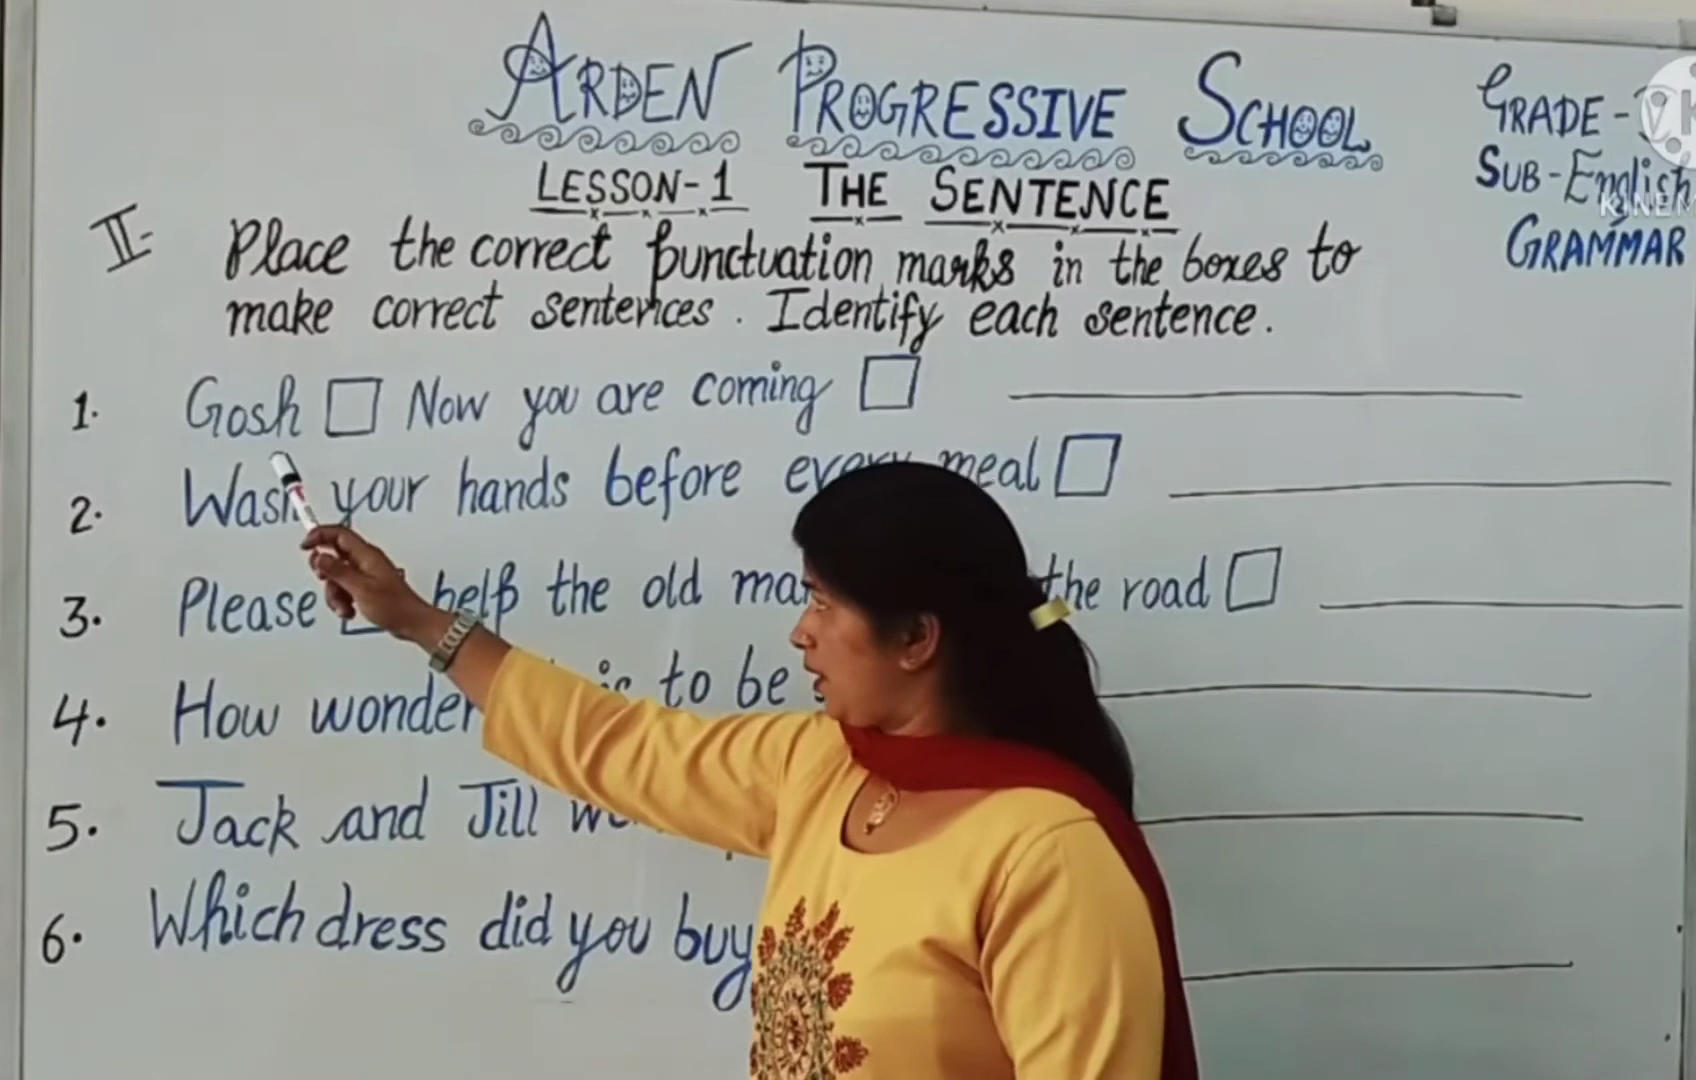 ARDEN PROGRESSIVE SCHOOL
GRADE -
SUB - English
GRAMMAR
LESSON-1 THE SENTENCE
II- Place the correct punctuation marks in the boxes to
make correct sentences. Identify each sentence.
1. Gosh Now you are coming
2. Wash your hands before every meal
3. Please help the old the road
4. How to be
5. Jack and Jill
6. Which dress did you buy